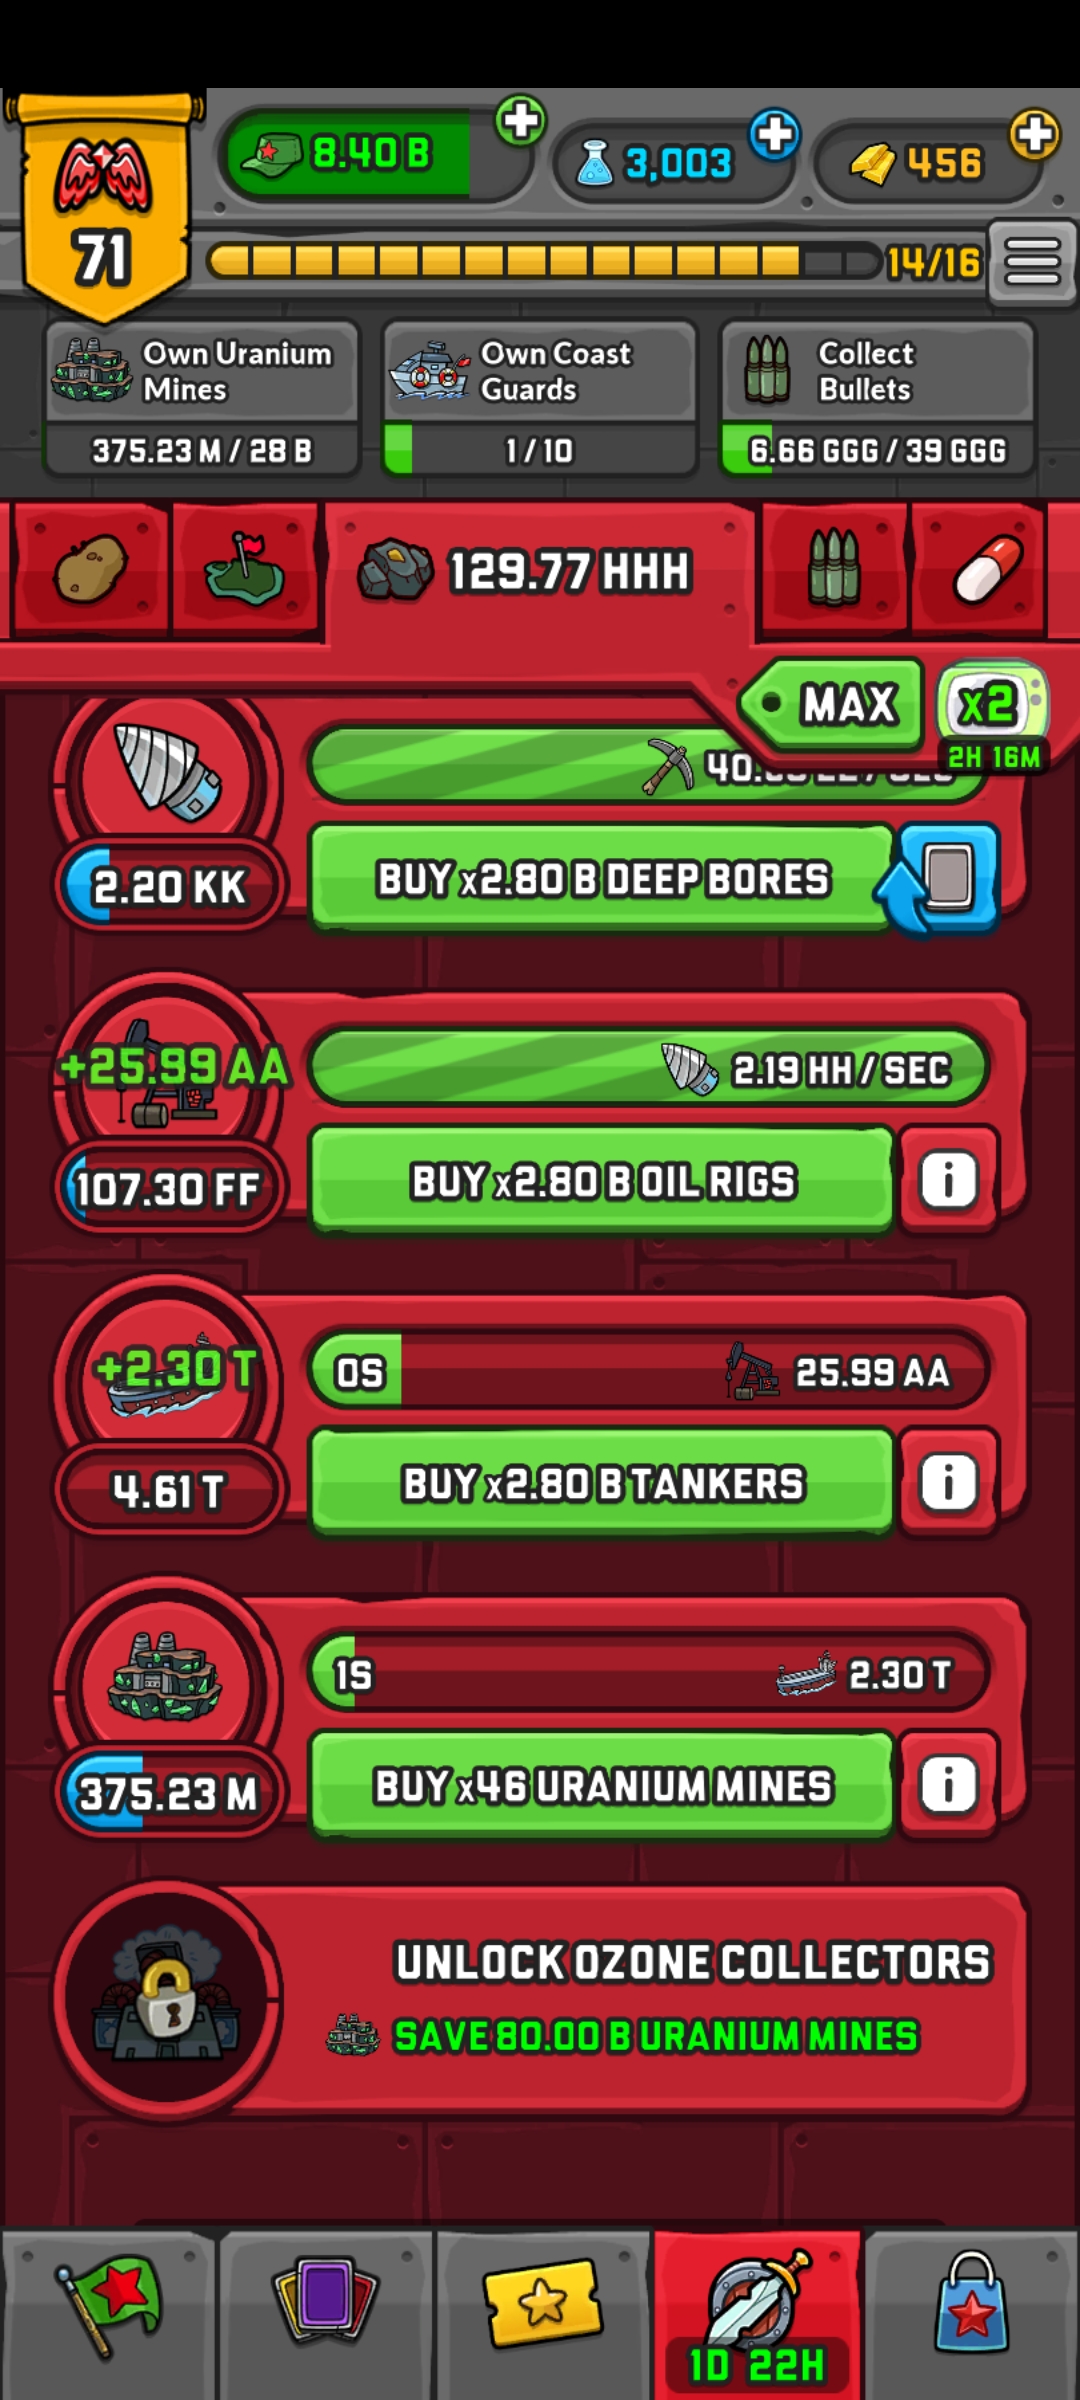 71
8.40 B
3,003
456
14/16
Own Uranium
Mines
375.23 M / 28 B
Own Coast
Guards
1 / 10
Collect
Bullets
6.66 GGG / 39 GGG
129.77 HHH
MAX
x2
2H 16M
2.20 KK
BUY x2.80 B DEEP BORES
+25.99 AA
2.19 HH / SEC
107.30 FF
BUY x2.80 B OIL RIGS
i
+2.30 T
0S
25.99 AA
4.61 T
BUY x2.80 B TANKERS
i
1S
2.30 T
375.23 M
BUY x46 URANIUM MINES
i
UNLOCK OZONE COLLECTORS
SAVE 80.00 B URANIUM MINES
1D 22H